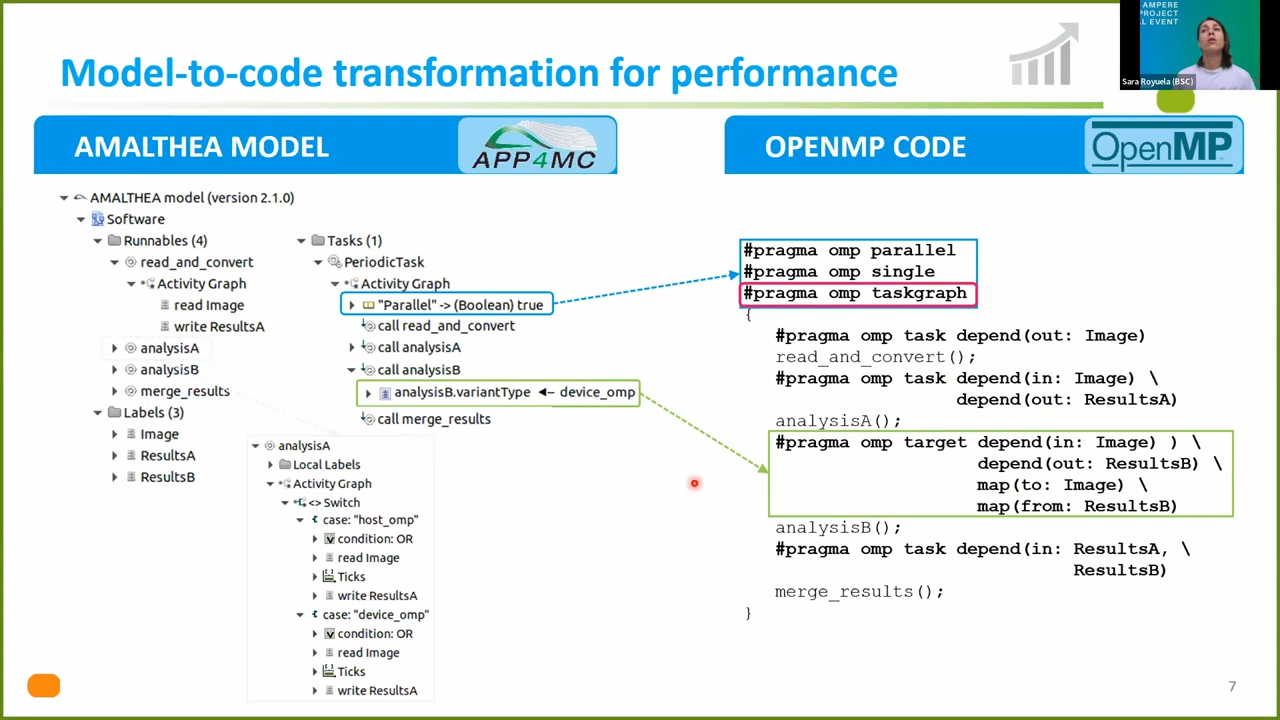 AMPERE
PROJECT
L EVENT
Sara Royuela (BSC)
Model-to-code transformation for performance
AMALTHEA MODEL
APP4MC
OPENMP CODE
OpenMP
AMALTHEA model (version 2.1.0)
Software
Runnables (4)
read_and_convert
Activity Graph
read Image
write ResultsA
analysisA
analysisB
merge_results
Labels (3)
Image
ResultsA
ResultsB
Tasks (1)
PeriodicTask
Activity Graph
"Parallel" -> (Boolean) true
call read_and_convert
call analysisA
call analysisB
analysisB.variantType <– device_omp
call merge_results
analysisA
Local Labels
Activity Graph
<> Switch
case: "host_omp"
condition: OR
read Image
Ticks
write ResultsA
case: "device_omp"
condition: OR
read Image
Ticks
write ResultsA
#pragma omp parallel
#pragma omp single
#pragma omp taskgraph
{
#pragma omp task depend(out: Image)
read_and_convert();
#pragma omp task depend(in: Image) \
depend(out: ResultsA)
analysisA();
#pragma omp target depend(in: Image) ) \
depend(out: ResultsB) \
map(to: Image) \
map(from: ResultsB)
analysisB();
#pragma omp task depend(in: ResultsA, \
ResultsB)
merge_results();
}
7